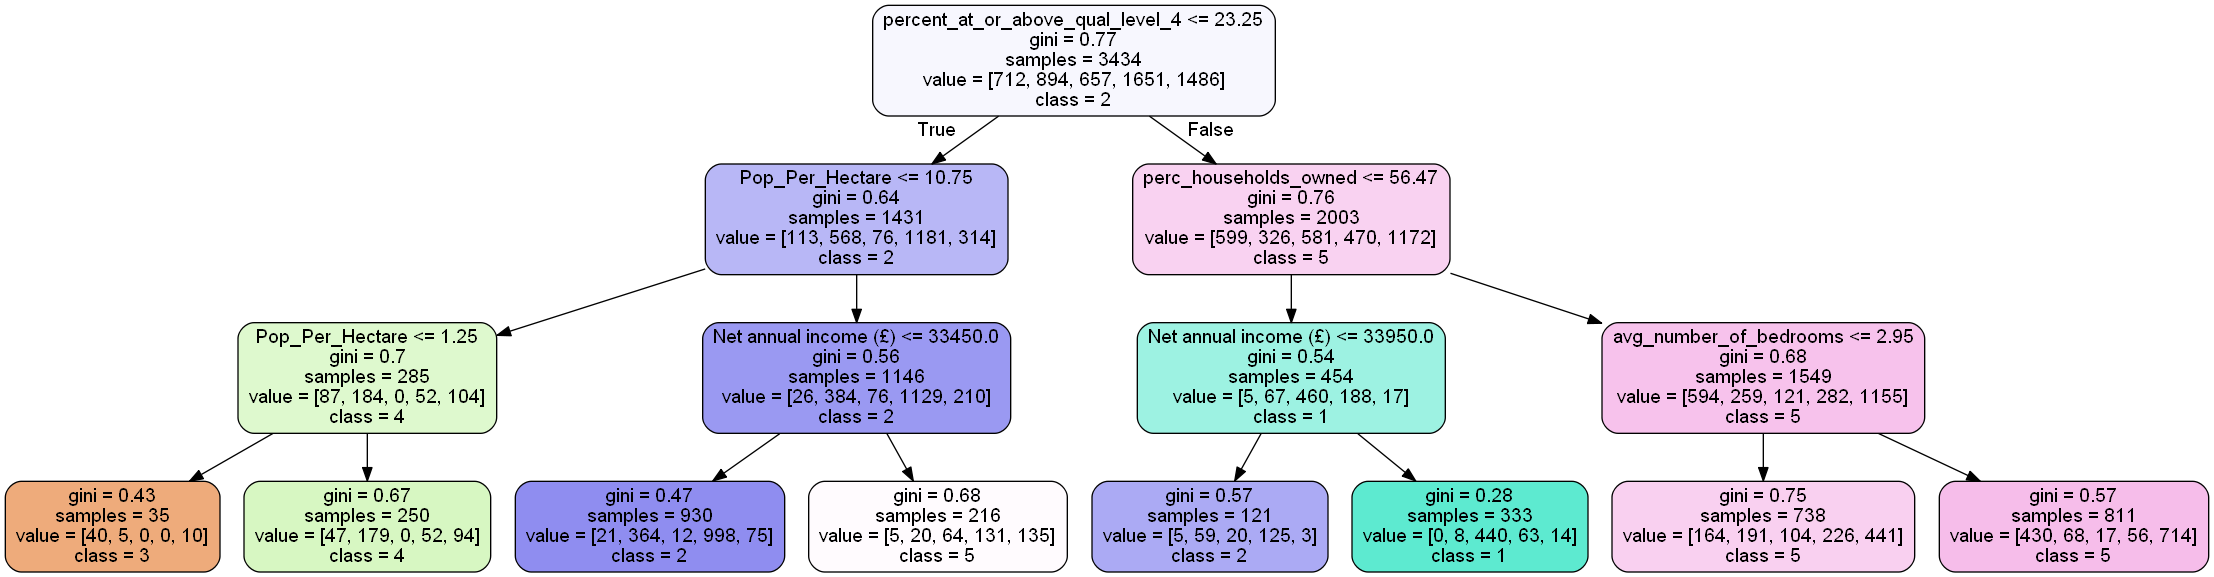 percent_at_or_above_qual_level_4 <= 23.25
gini = 0.77
samples = 3434
value = [712, 894, 657, 1651, 1486]
class = 2
True
False
Pop_Per_Hectare <= 10.75
gini = 0.64
samples = 1431
value = [113, 568, 76, 1181, 314]
class = 2
perc_households_owned <= 56.47
gini = 0.76
samples = 2003
value = [599, 326, 581, 470, 1172]
class = 5
Pop_Per_Hectare <= 1.25
gini = 0.7
samples = 285
value = [87, 184, 0, 52, 104]
class = 4
Net annual income (£) <= 33450.0
gini = 0.56
samples = 1146
value = [26, 384, 76, 1129, 210]
class = 2
Net annual income (£) <= 33950.0
gini = 0.54
samples = 454
value = [5, 67, 460, 188, 17]
class = 1
avg_number_of_bedrooms <= 2.95
gini = 0.68
samples = 1549
value = [594, 259, 121, 282, 1155]
class = 5
gini = 0.43
samples = 35
value = [40, 5, 0, 0, 10]
class = 3
gini = 0.67
samples = 250
value = [47, 179, 0, 52, 94]
class = 4
gini = 0.47
samples = 930
value = [21, 364, 12, 998, 75]
class = 2
gini = 0.68
samples = 216
value = [5, 20, 64, 131, 135]
class = 5
gini = 0.57
samples = 121
value = [5, 59, 20, 125, 3]
class = 2
gini = 0.28
samples = 333
value = [0, 8, 440, 63, 14]
class = 1
gini = 0.75
samples = 738
value = [164, 191, 104, 226, 441]
class = 5
gini = 0.57
samples = 811
value = [430, 68, 17, 56, 714]
class = 5